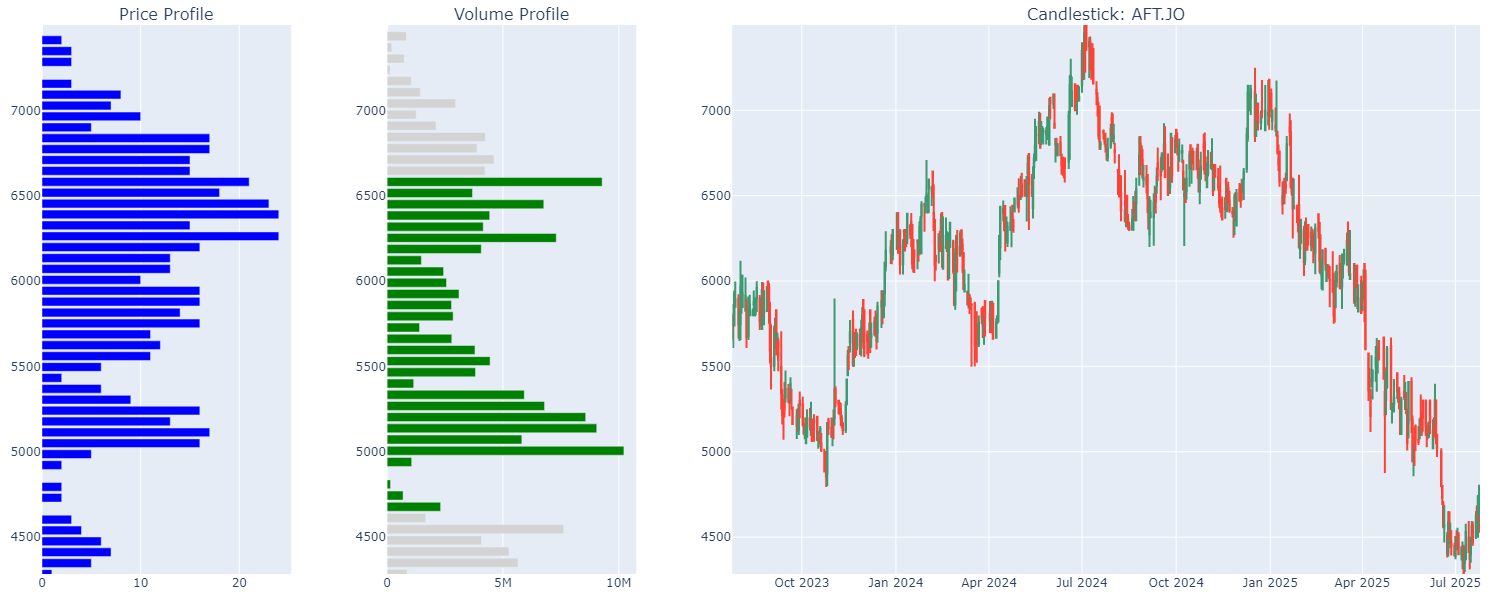 Price Profile
Volume Profile
Candlestick: AFT.JO
7000
6500
6000
5500
5000
4500
0
10
20
7000
6500
6000
5500
5000
4500
0
5M
10M
7000
6500
6000
5500
5000
4500
Oct 2023
Jan 2024
Apr 2024
Jul 2024
Oct 2024
Jan 2025
Apr 2025
Jul 2025